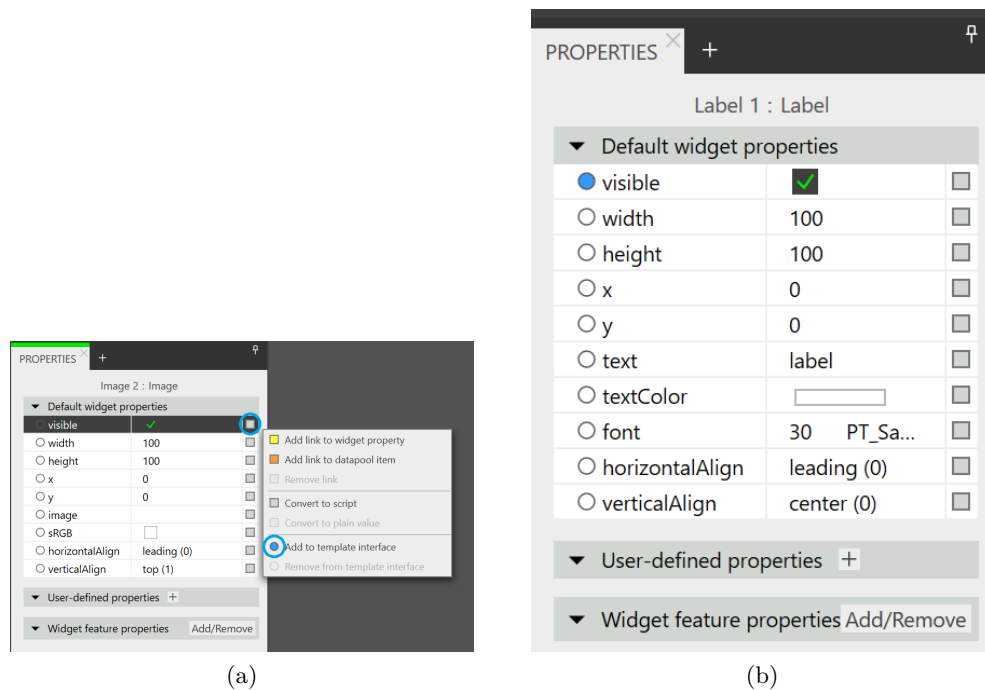 PROPERTIES
+
Image 2 : Image
Default widget properties
visible
width 100
height 100
x 0
y 0
image
sRGB
horizontalAlign leading (0)
verticalAlign top (1)
User-defined properties +
Widget feature properties Add/Remove
Add link to widget property
Add link to datapool item
Remove link
Convert to script
Convert to plain value
Add to template interface
Remove from template interface
(a)
PROPERTIES
+
Label 1 : Label
Default widget properties
visible
width 100
height 100
x 0
y 0
text label
textColor
font 30 PT_Sa...
horizontalAlign leading (0)
verticalAlign center (0)
User-defined properties +
Widget feature properties Add/Remove
(b)